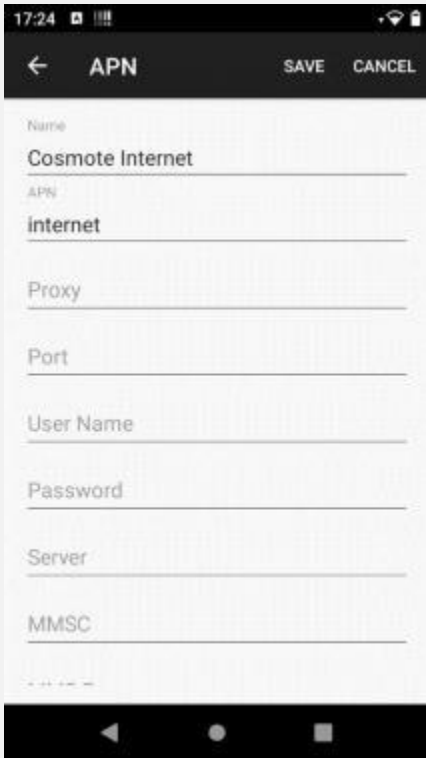 17:24
APN SAVE CANCEL
Name
Cosmote Internet
APN
internet
Proxy
Port
User Name
Password
Server
MMSC